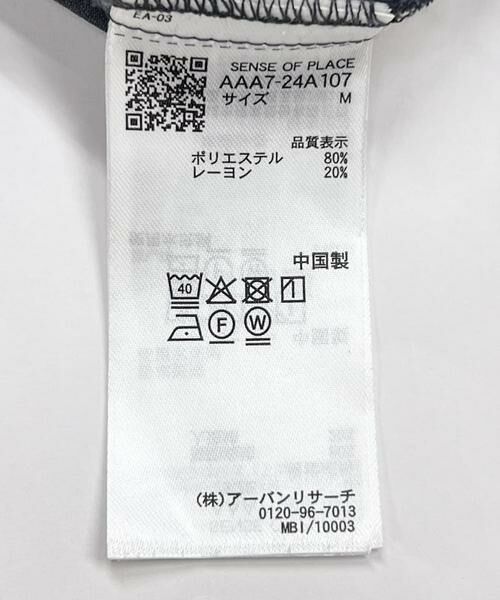 EA-03
SENSE OF PLACE
AAA7-24A107
サイズ M
品質表示
ポリエステル 80%
レーヨン 20%
中国製
40
F W
(株)アーバンリサーチ
0120-96-7013
MBI/10003